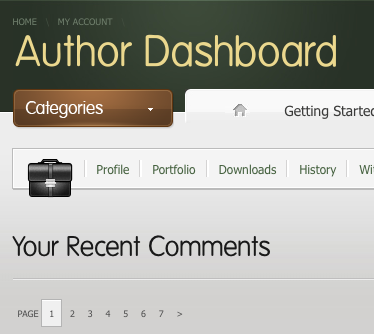 HOME \ MY ACCOUNT \
Author Dashboard
Categories
Getting Started
Profile Portfolio Downloads History Wi
Your Recent Comments
PAGE 1 2 3 4 5 6 7 >